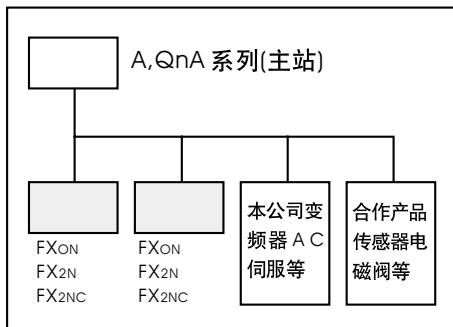 A,QnA 系列(主站)
本公司变
频器 A C
伺服等
合作产品
传感器电
磁阀等
FXON
FX2N
FX2NC
FXON
FX2N
FX2NC